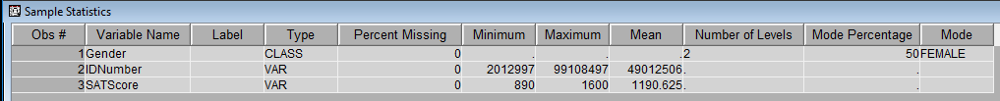 Sample Statistics
Obs # Variable Name Label Type Percent Missing Minimum Maximum Mean Number of Levels Mode Percentage Mode
1 Gender CLASS 0 . . . 2 50 FEMALE
2 IDNumber VAR 0 2012997 99108497 49012506 . .
3 SATScore VAR 0 890 1600 1190.625 . .